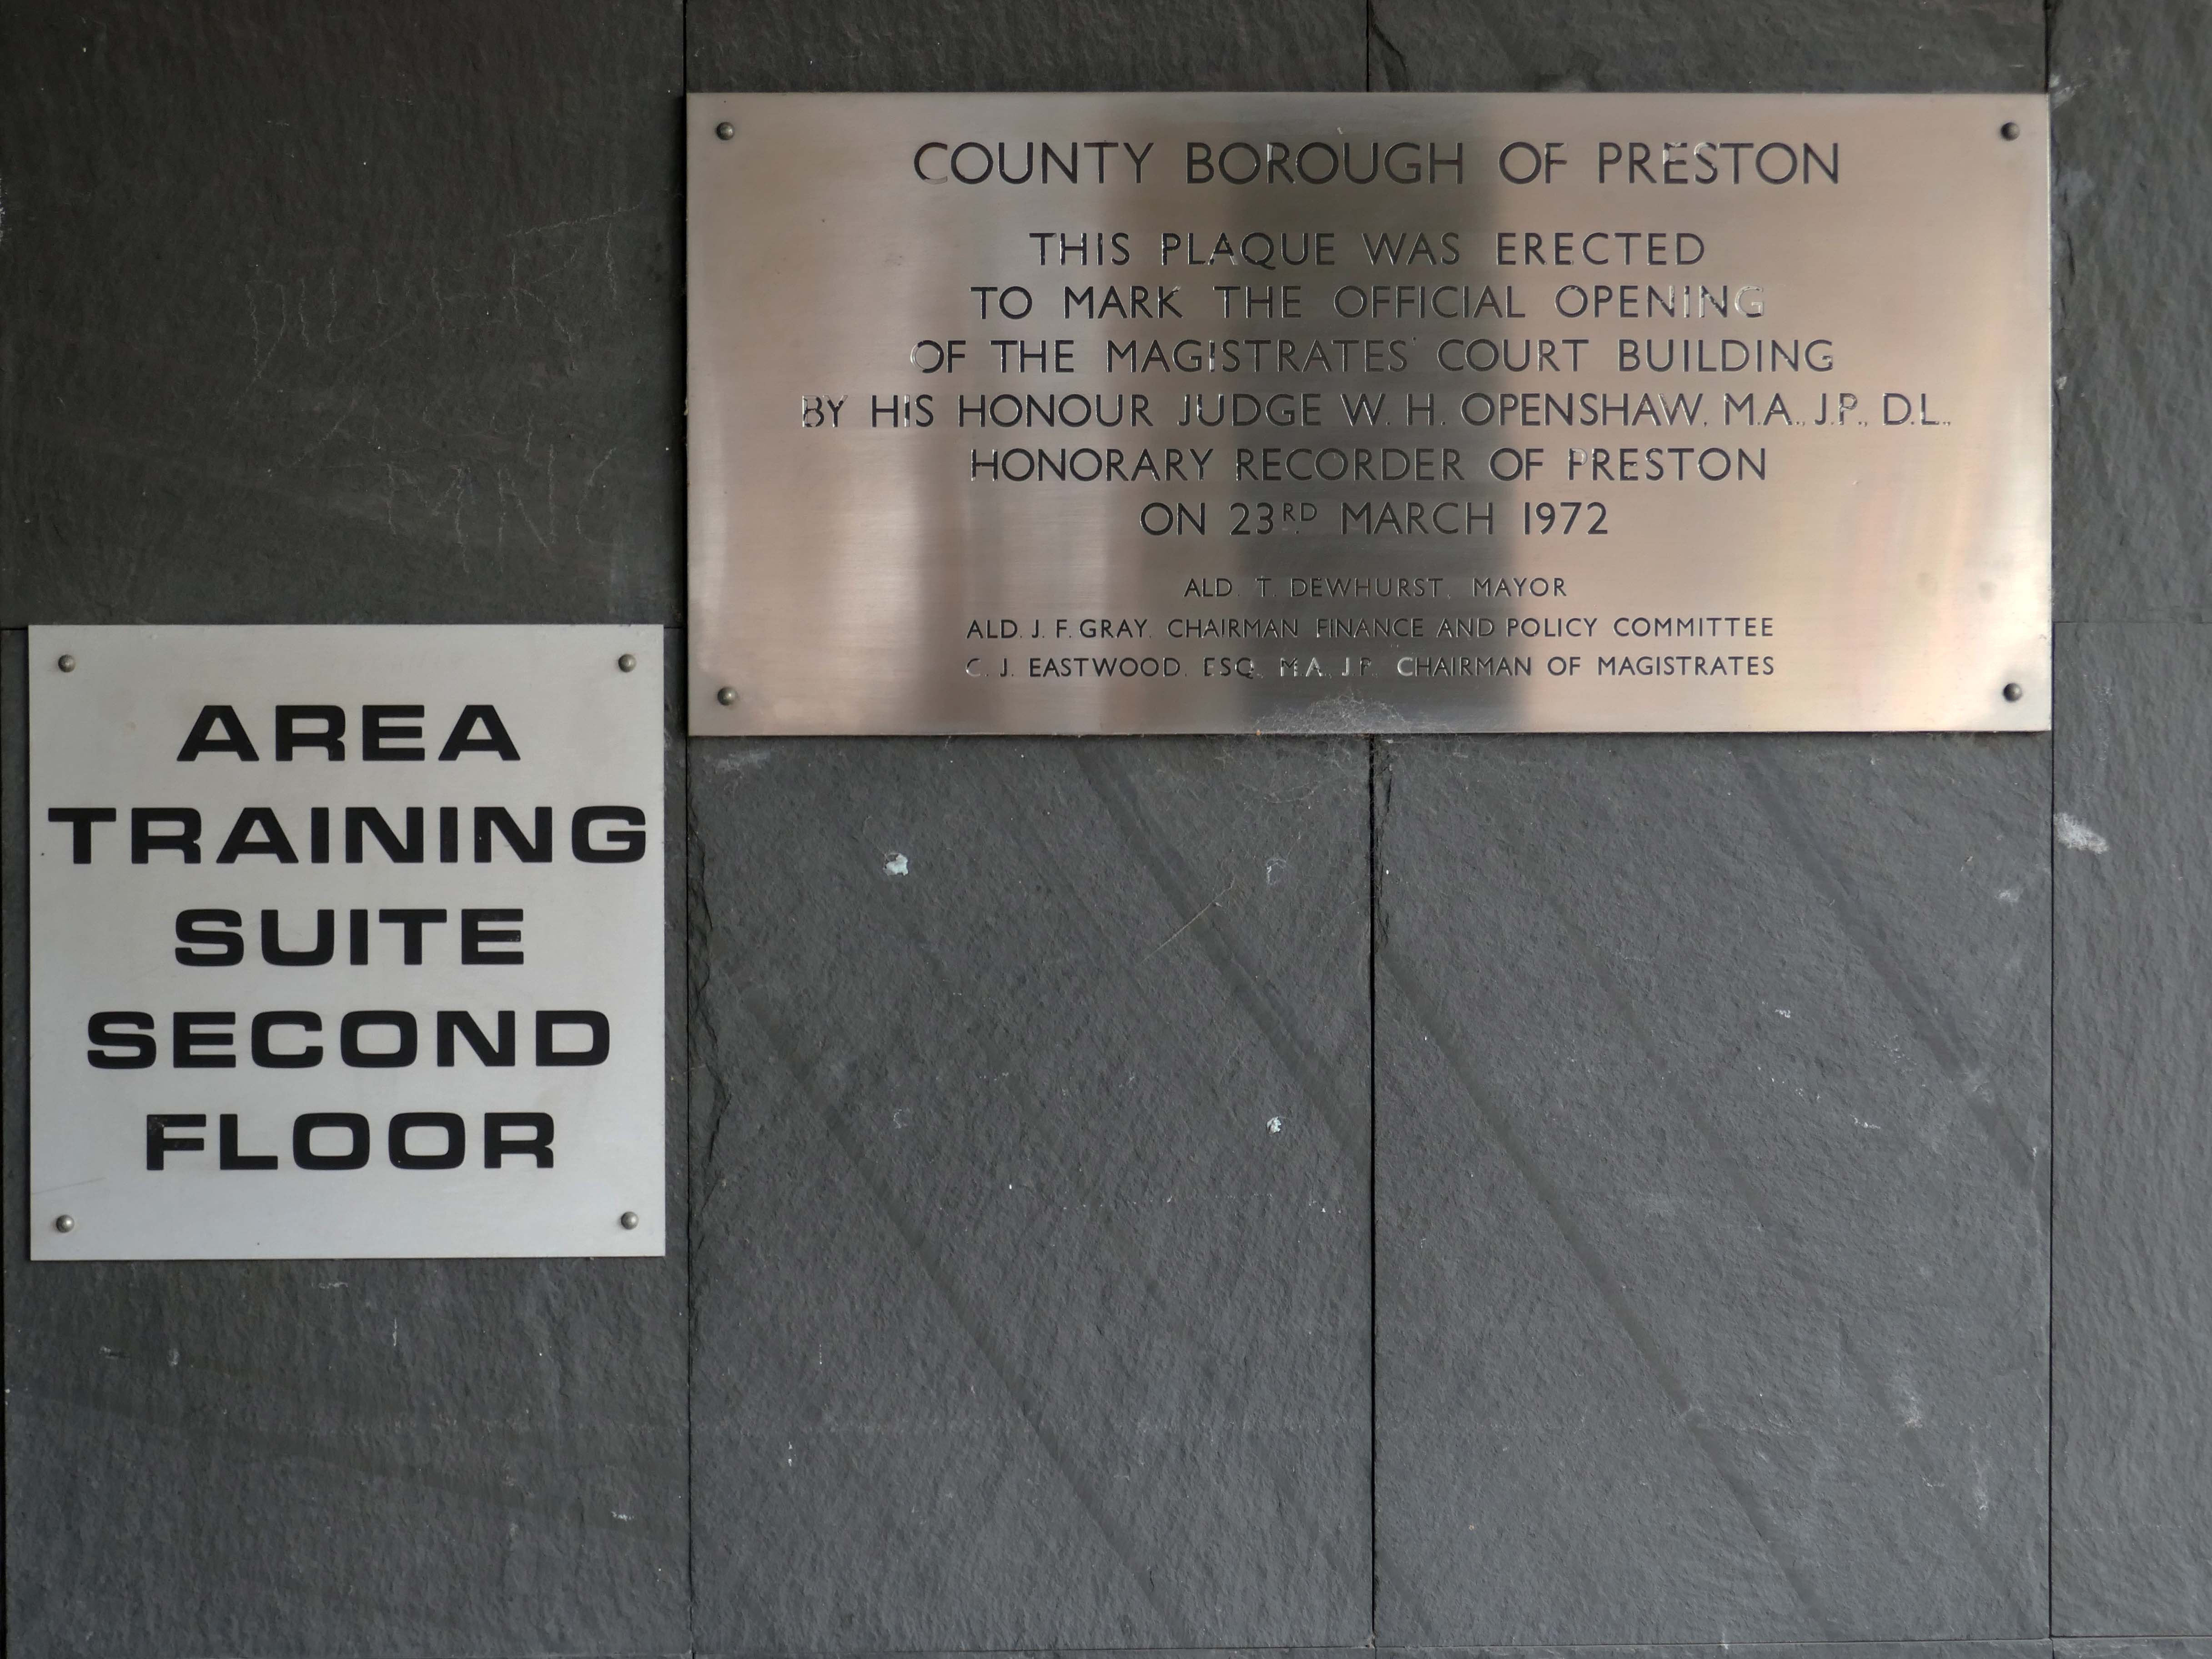 COUNTY BOROUGH OF PRESTON
THIS PLAQUE WAS ERECTED
TO MARK THE OFFICIAL OPENING
OF THE MAGISTRATES' COURT BUILDING
BY HIS HONOUR JUDGE W. H. OPENSHAW, M.A., J.P., D.L.,
HONORARY RECORDER OF PRESTON
ON 23RD MARCH 1972
ALD. T. DEWHURST, MAYOR
ALD. J. F. GRAY, CHAIRMAN FINANCE AND POLICY COMMITTEE
C. J. EASTWOOD, ESQ., M.A., J.P. CHAIRMAN OF MAGISTRATES
AREA
TRAINING
SUITE
SECOND
FLOOR